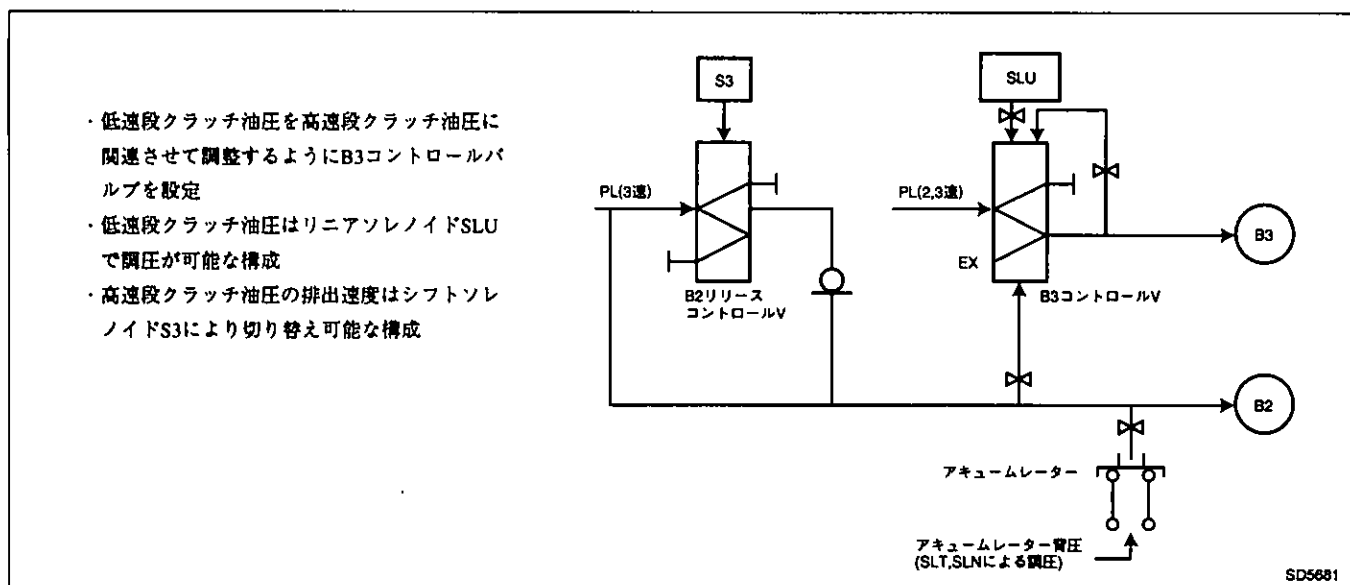 ・低速段クラッチ油圧を高速段クラッチ油圧に
関連させて調整するようにB3コントロールバ
ルブを設定
・低速段クラッチ油圧はリニアソレノイドSLU
で調圧が可能な構成
・高速段クラッチ油圧の排出速度はシフトソレ
ノイドS3により切り替え可能な構成
S3
SLU
PL(3速)
PL(2,3速)
B3
EX
B2リリース
コントロールV
B3コントロールV
B2
アキュームレーター
アキュームレーター背圧
(SLT,SLNによる調圧)
SD5681